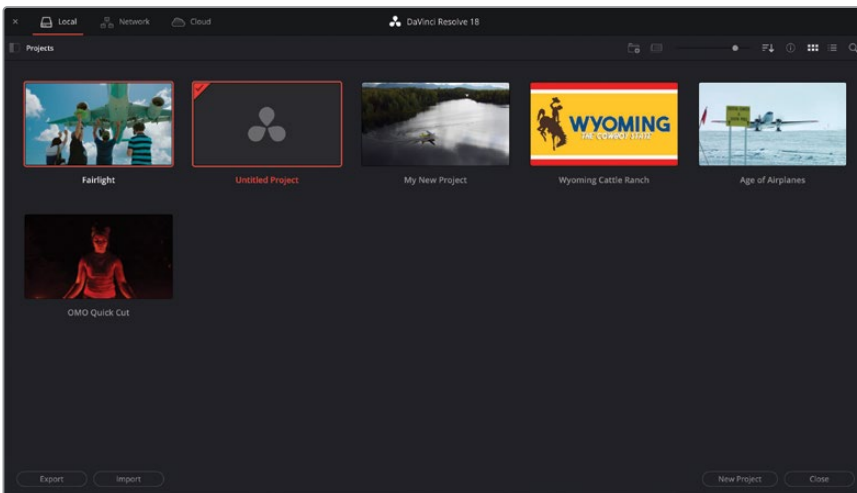 Local Network Cloud DaVinci Resolve 18
Projects
WYOMING
THE COWBOY STATE
Fairlight Untitled Project My New Project Wyoming Cattle Ranch Age of Airplanes
OMO Quick Cut
Export Import New Project Close